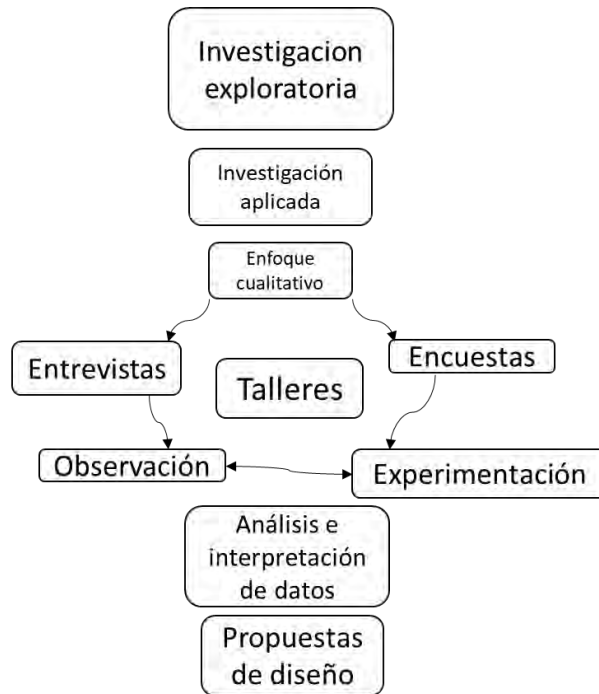 Investigacion
exploratoria
Investigación
aplicada
Enfoque
cualitativo
Entrevistas
Talleres
Encuestas
Observación
Experimentación
Análisis e
interpretación
de datos
Propuestas
de diseño